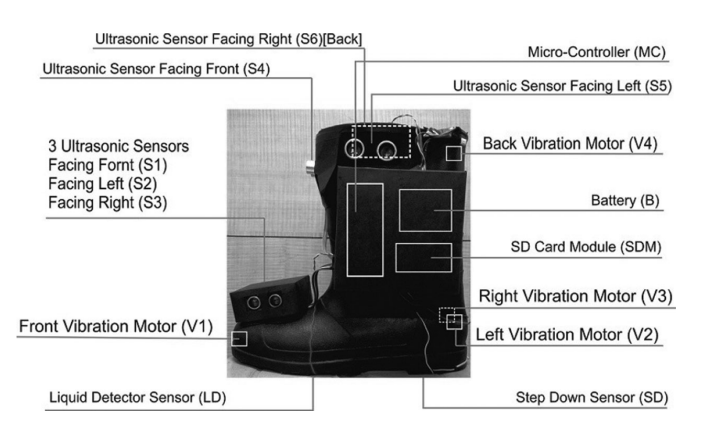 Ultrasonic Sensor Facing Right (S6)[Back]
Micro-Controller (MC)
Ultrasonic Sensor Facing Front (S4)
Ultrasonic Sensor Facing Left (S5)
3 Ultrasonic Sensors
Facing Fornt (S1)
Facing Left (S2)
Facing Right (S3)
Back Vibration Motor (V4)
Battery (B)
SD Card Module (SDM)
Right Vibration Motor (V3)
Front Vibration Motor (V1)
Left Vibration Motor (V2)
Liquid Detector Sensor (LD)
Step Down Sensor (SD)